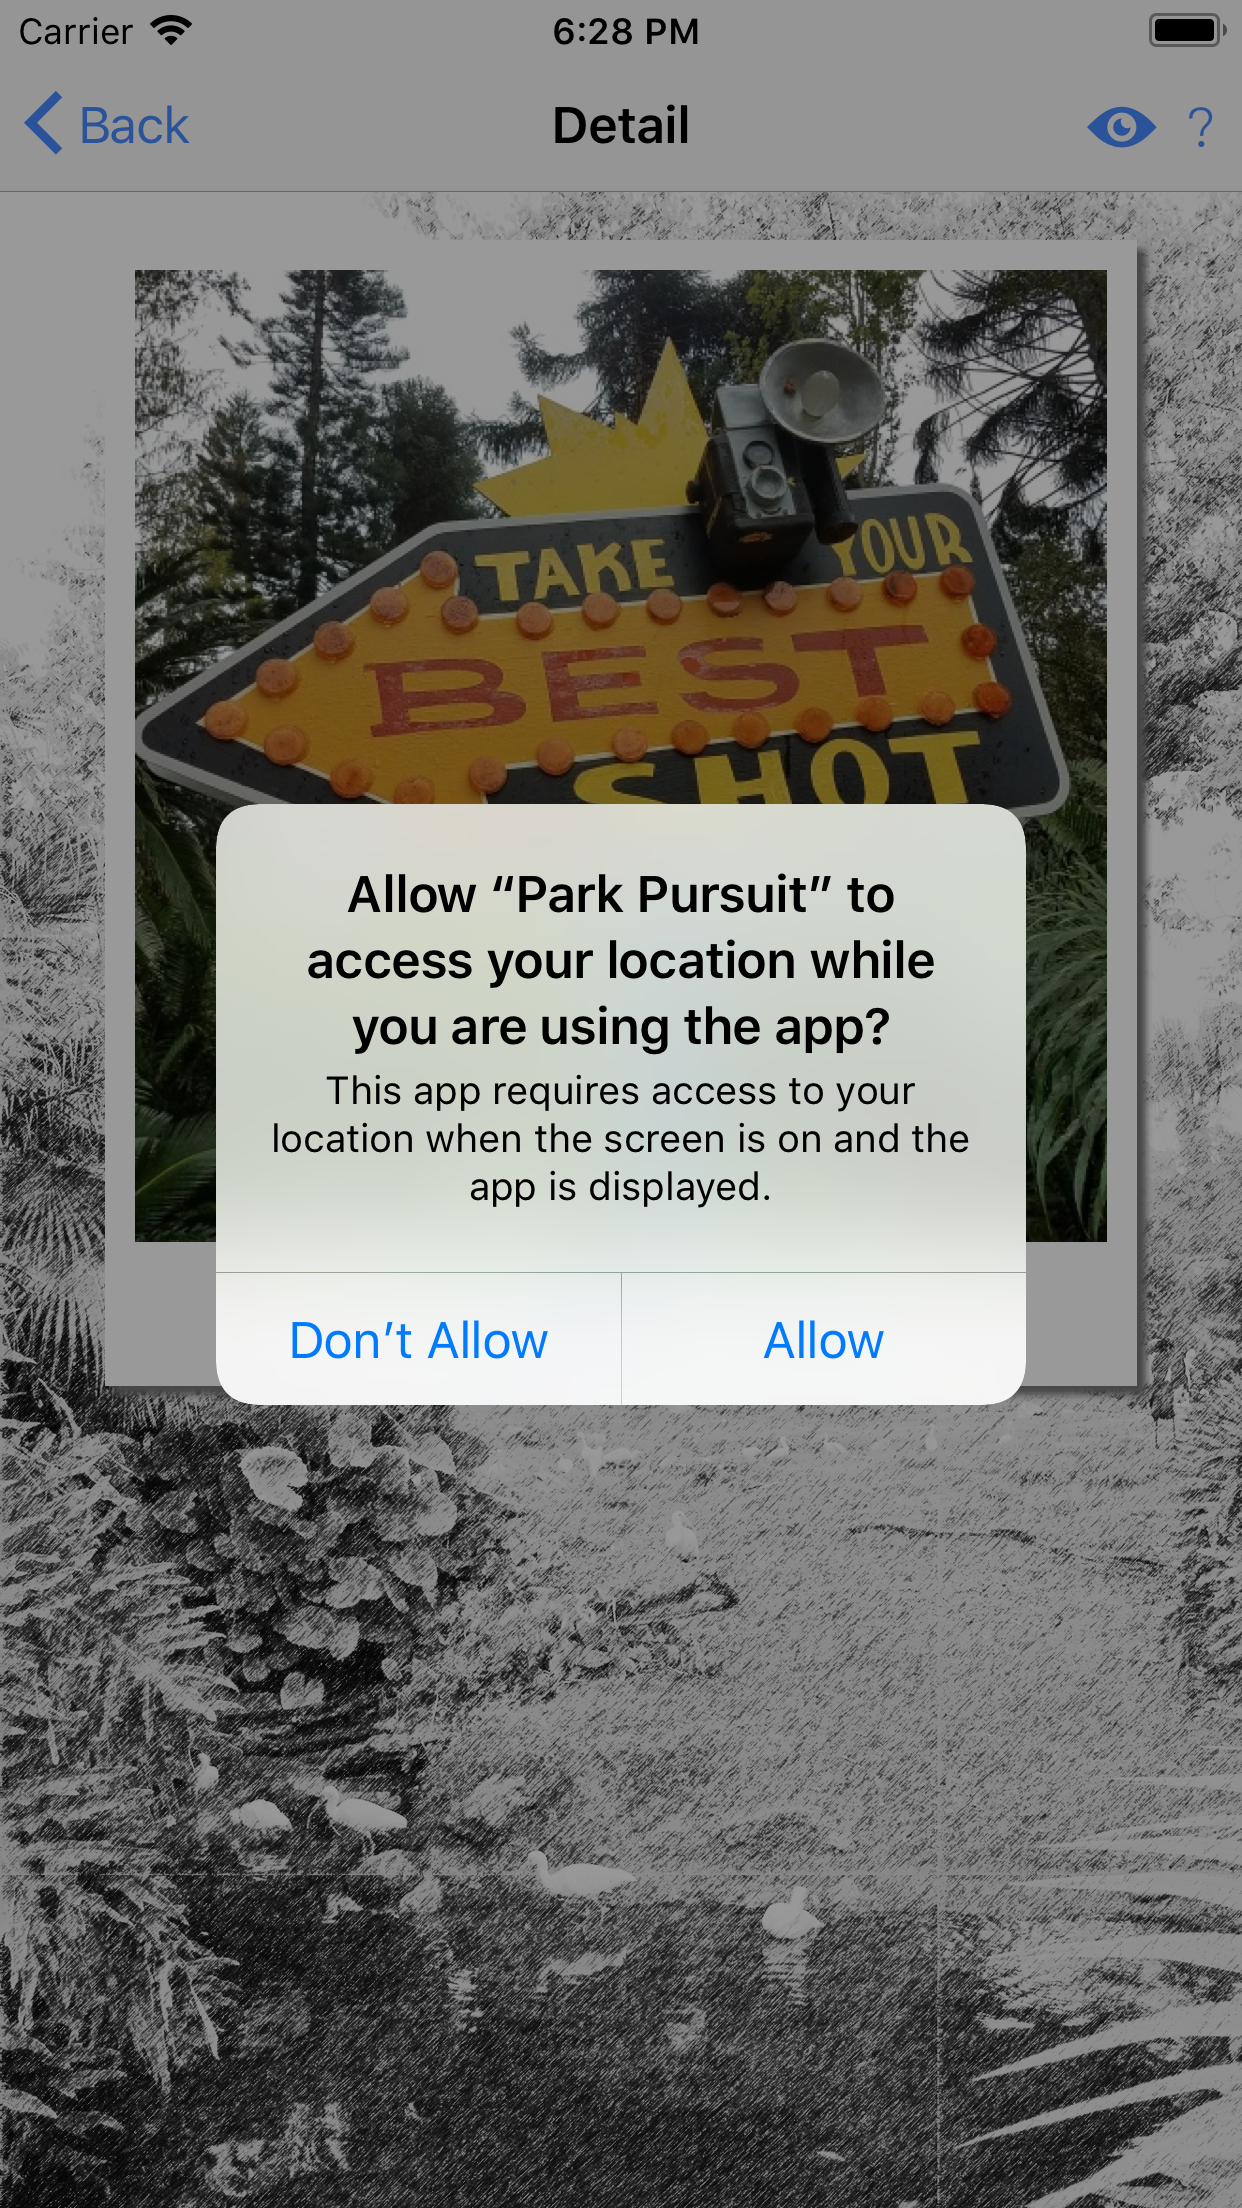 Carrier 6:28 PM
Back Detail ?
TAKE YOUR
BEST
SHOT
Allow “Park Pursuit” to
access your location while
you are using the app?
This app requires access to your
location when the screen is on and the
app is displayed.
Don’t Allow Allow